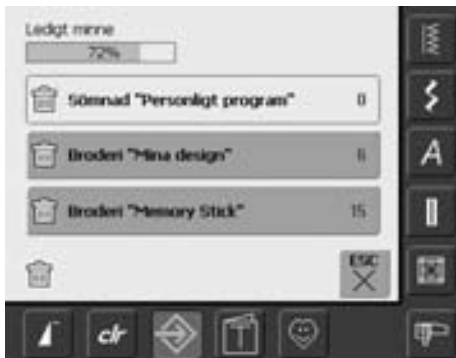 Ledigt minne
72%
Sömnad "Personligt program" 0
Broderi "Mina design" 6
Broderi "Memory Stick" 15
ESC
A
clr